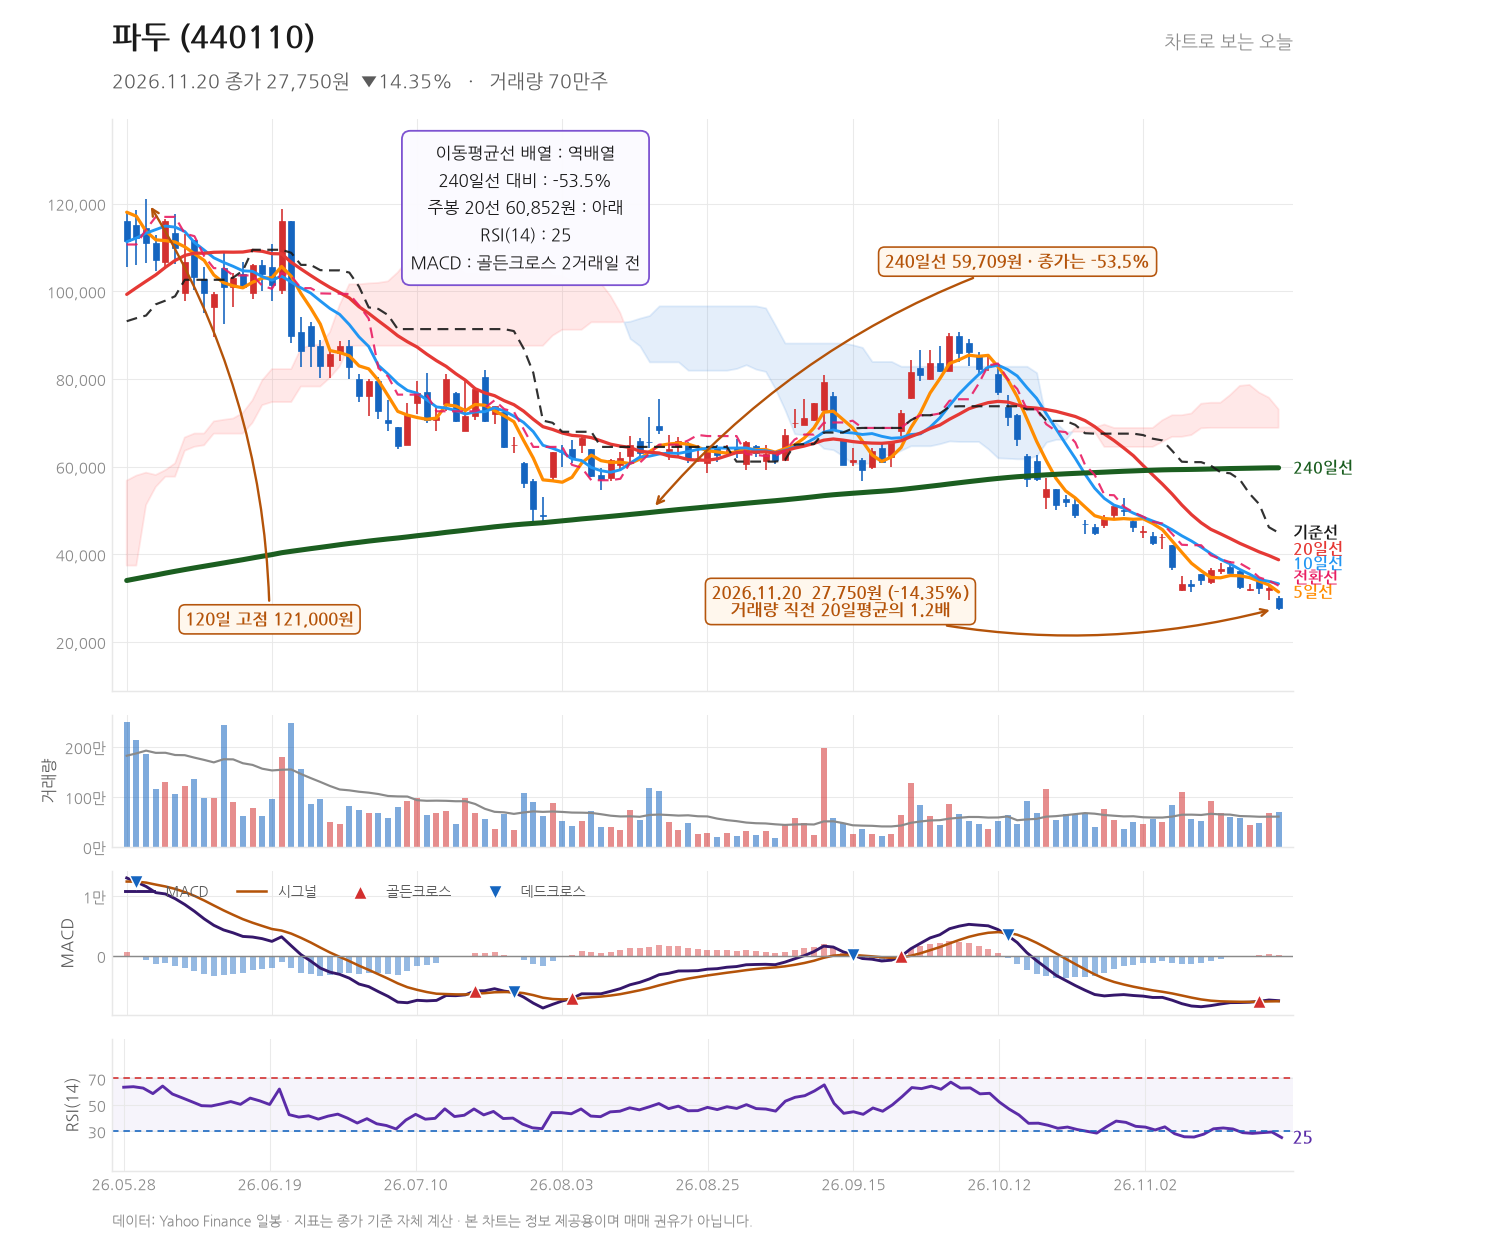 파두 (440110)
차트로 보는 오늘
2026.11.20 종가 27,750원 ▼14.35% · 거래량 70만주
이동평균선 배열 : 역배열
240일선 대비 : -53.5%
주봉 20선 60,852원 : 아래
RSI(14) : 25
MACD : 골든크로스 2거래일 전
240일선 59,709원 · 종가는 -53.5%
120,000
100,000
80,000
60,000
40,000
20,000
240일선
기준선
20일선
10일선
전환선
5일선
120일 고점 121,000원
2026.11.20 27,750원 (-14.35%)
거래량 직전 20일평균의 1.2배
거래량
200만
100만
0만
MACD
1만
0
MACD
시그널
골든크로스
데드크로스
RSI(14)
70
50
30
25
26.05.28
26.06.19
26.07.10
26.08.03
26.08.25
26.09.15
26.10.12
26.11.02
데이터: Yahoo Finance 일봉 · 지표는 종가 기준 자체 계산 · 본 차트는 정보 제공용이며 매매 권유가 아닙니다.